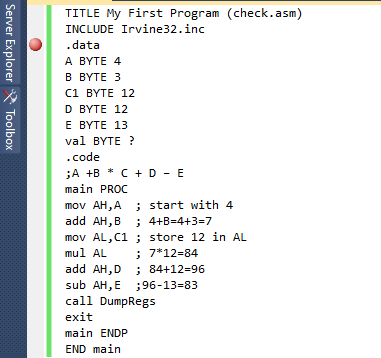 Server Explorer
Toolbox
TITLE My First Program (check.asm)
INCLUDE Irvine32.inc
.data
A BYTE 4
B BYTE 3
C1 BYTE 12
D BYTE 12
E BYTE 13
val BYTE ?
.code
;A +B * C + D - E
main PROC
mov AH,A  ; start with 4
add AH,B  ; 4+B=4+3=7
mov AL,C1 ; store 12 in AL
mul AL    ; 7*12=84
add AH,D  ; 84+12=96
sub AH,E  ;96-13=83
call DumpRegs
exit
main ENDP
END main